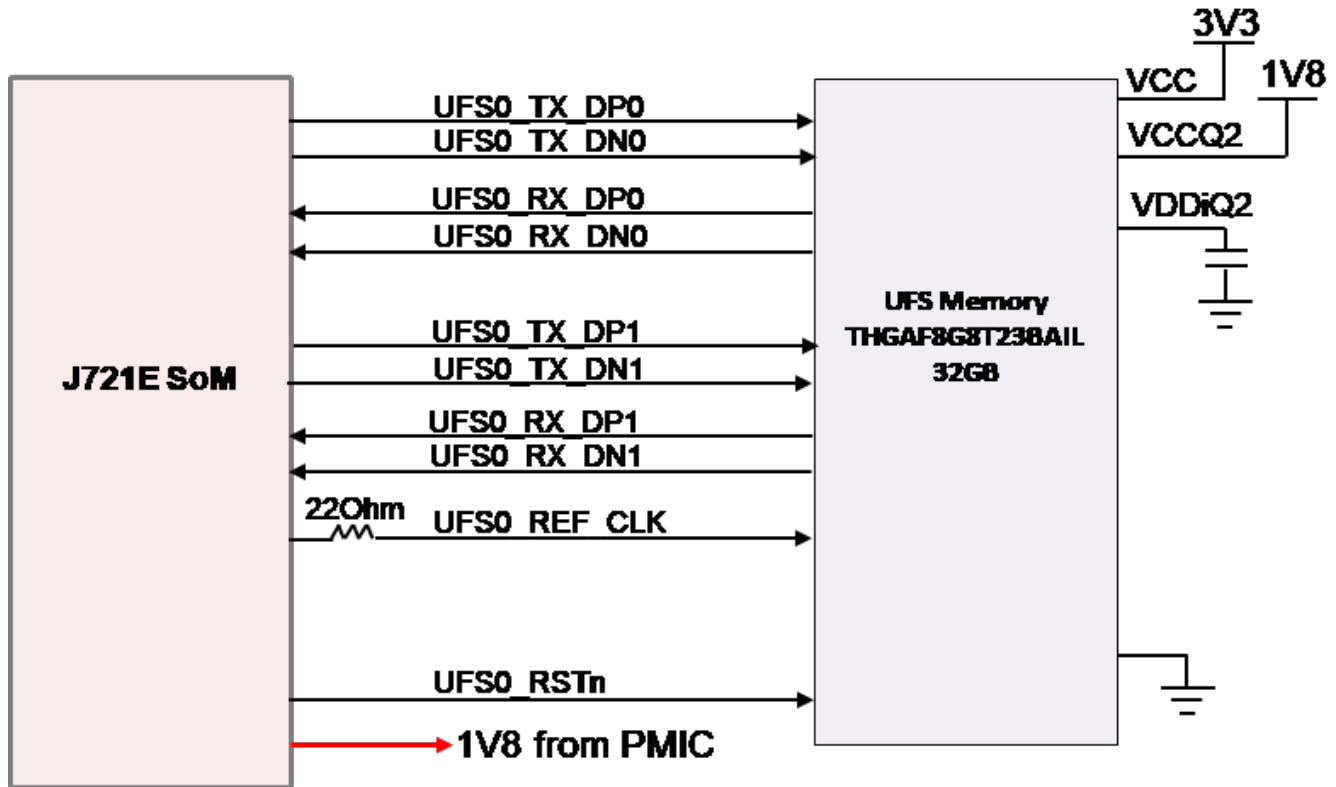 3V3
VCC
1V8
VCCQ2
VDDiQ2
UFS0_TX_DP0
UFS0_TX_DN0
UFS0_RX_DP0
UFS0_RX_DN0
UFS0_TX_DP1
UFS0_TX_DN1
UFS0_RX_DP1
UFS0_RX_DN1
22Ohm
UFS0_REF_CLK
UFS0_RSTn
1V8 from PMIC
J721E SoM
UFS Memory
THGAF8G8T23BAIL
32GB